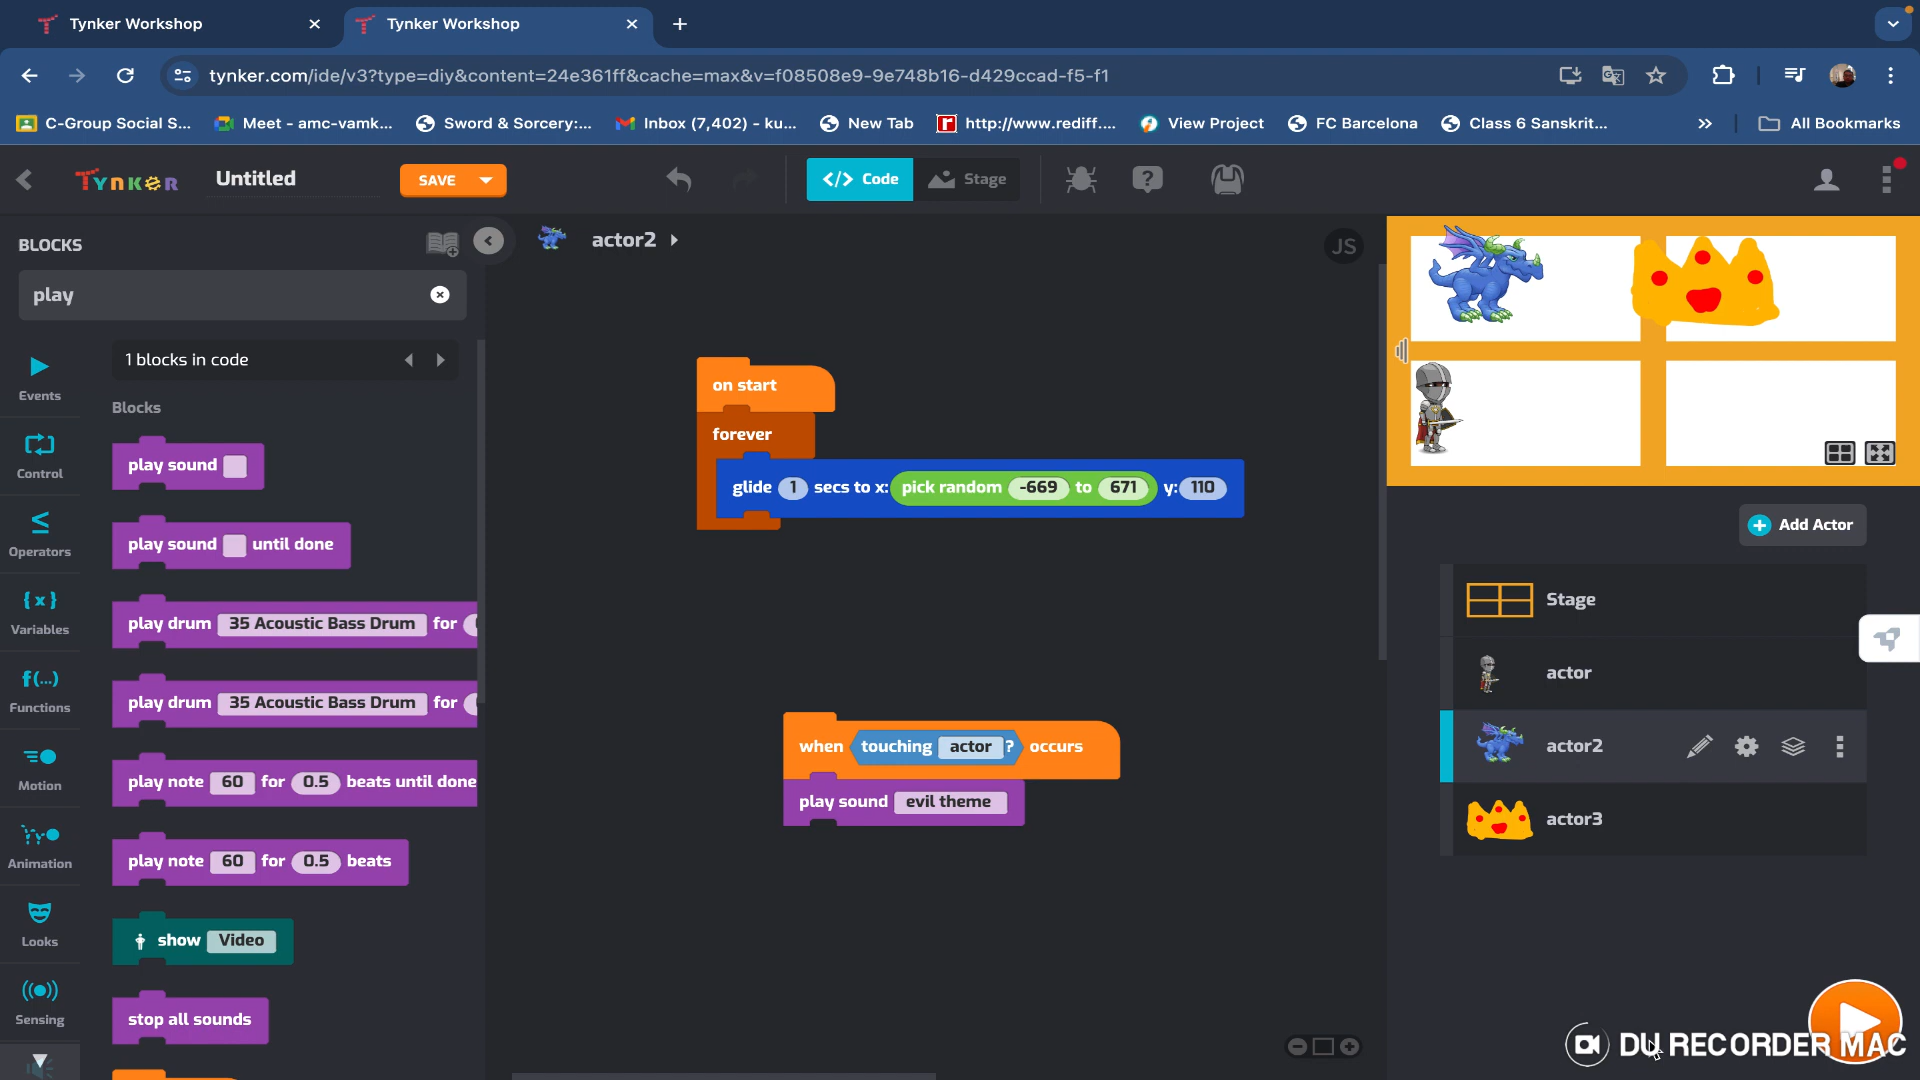 Tynker Workshop
Tynker Workshop
tynker.com/ide/v3?type=diy&content=24e361ff&cache=max&v=f08508e9-9e748b16-d429ccad-f5-f1
C-Group Social S... Meet - amc-vamk... Sword & Sorcery:... Inbox (7,402) - ku... New Tab http://www.rediff.... View Project FC Barcelona Class 6 Sanskrit... » All Bookmarks
TYNKER Untitled SAVE </> Code Stage
BLOCKS
actor2
JS
play
1 blocks in code
Blocks
Events
Control
Operators
Variables
Functions
Motion
Animation
Looks
Sensing
{x}
f(...)
play sound
play sound until done
play drum 35 Acoustic Bass Drum for
play drum 35 Acoustic Bass Drum for
play note 60 for 0.5 beats until done
play note 60 for 0.5 beats
show Video
stop all sounds
on start
forever
glide 1 secs to x: pick random -669 to 671 y: 110
when touching actor ? occurs
play sound evil theme
Add Actor
Stage
actor
actor2
actor3
DU RECORDER MAC